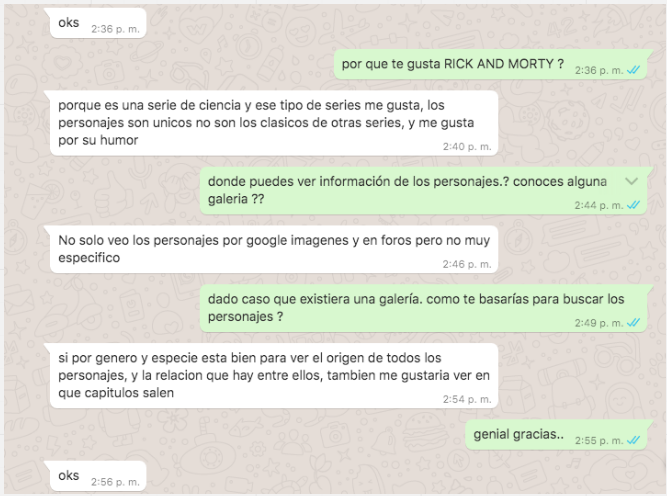 oks
2:36 p. m.
por que te gusta RICK AND MORTY ?
2:36 p. m.
porque es una serie de ciencia y ese tipo de series me gusta, los
personajes son unicos no son los clasicos de otras series, y me gusta
por su humor
2:40 p. m.
donde puedes ver información de los personajes.? conoces alguna
galeria ??
2:44 p. m.
No solo veo los personajes por google imagenes y en foros pero no muy
especifico
2:46 p. m.
dado caso que existiera una galería. como te basarías para buscar los
personajes ?
2:49 p. m.
si por genero y especie esta bien para ver el origen de todos los
personajes, y la relacion que hay entre ellos, tambien me gustaria ver en
que capitulos salen
2:54 p. m.
genial gracias..
2:55 p. m.
oks
2:56 p. m.